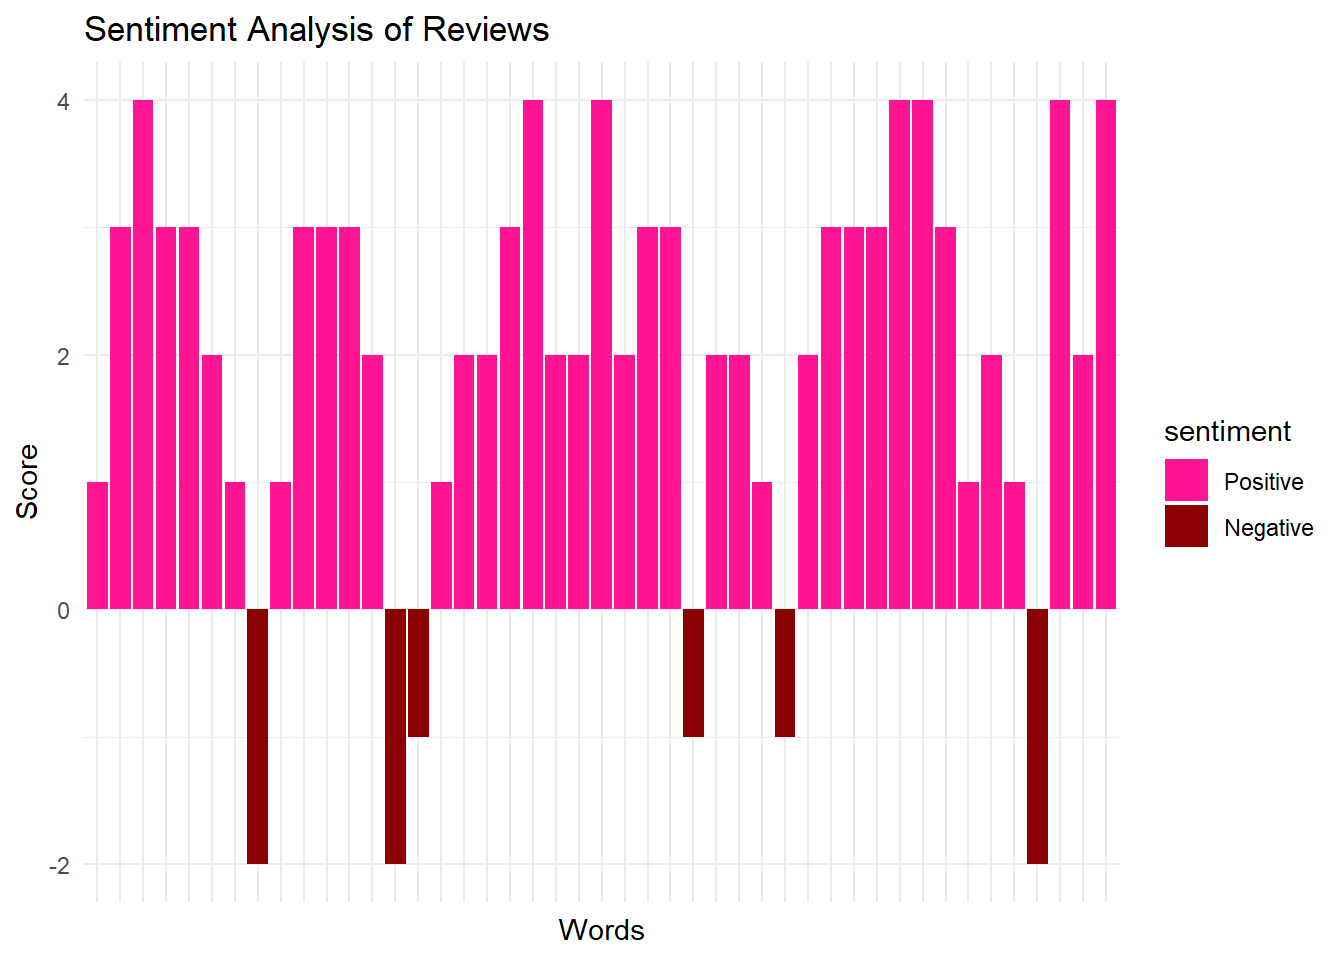 Sentiment Analysis of Reviews
4
2
0
-2
Score
Words
sentiment
Positive
Negative